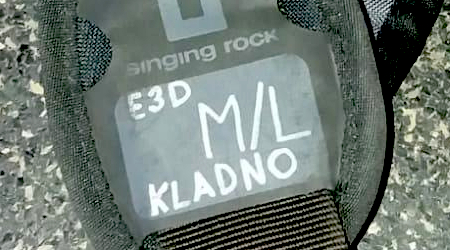 singing rock
E3D
M/L
KLADNO